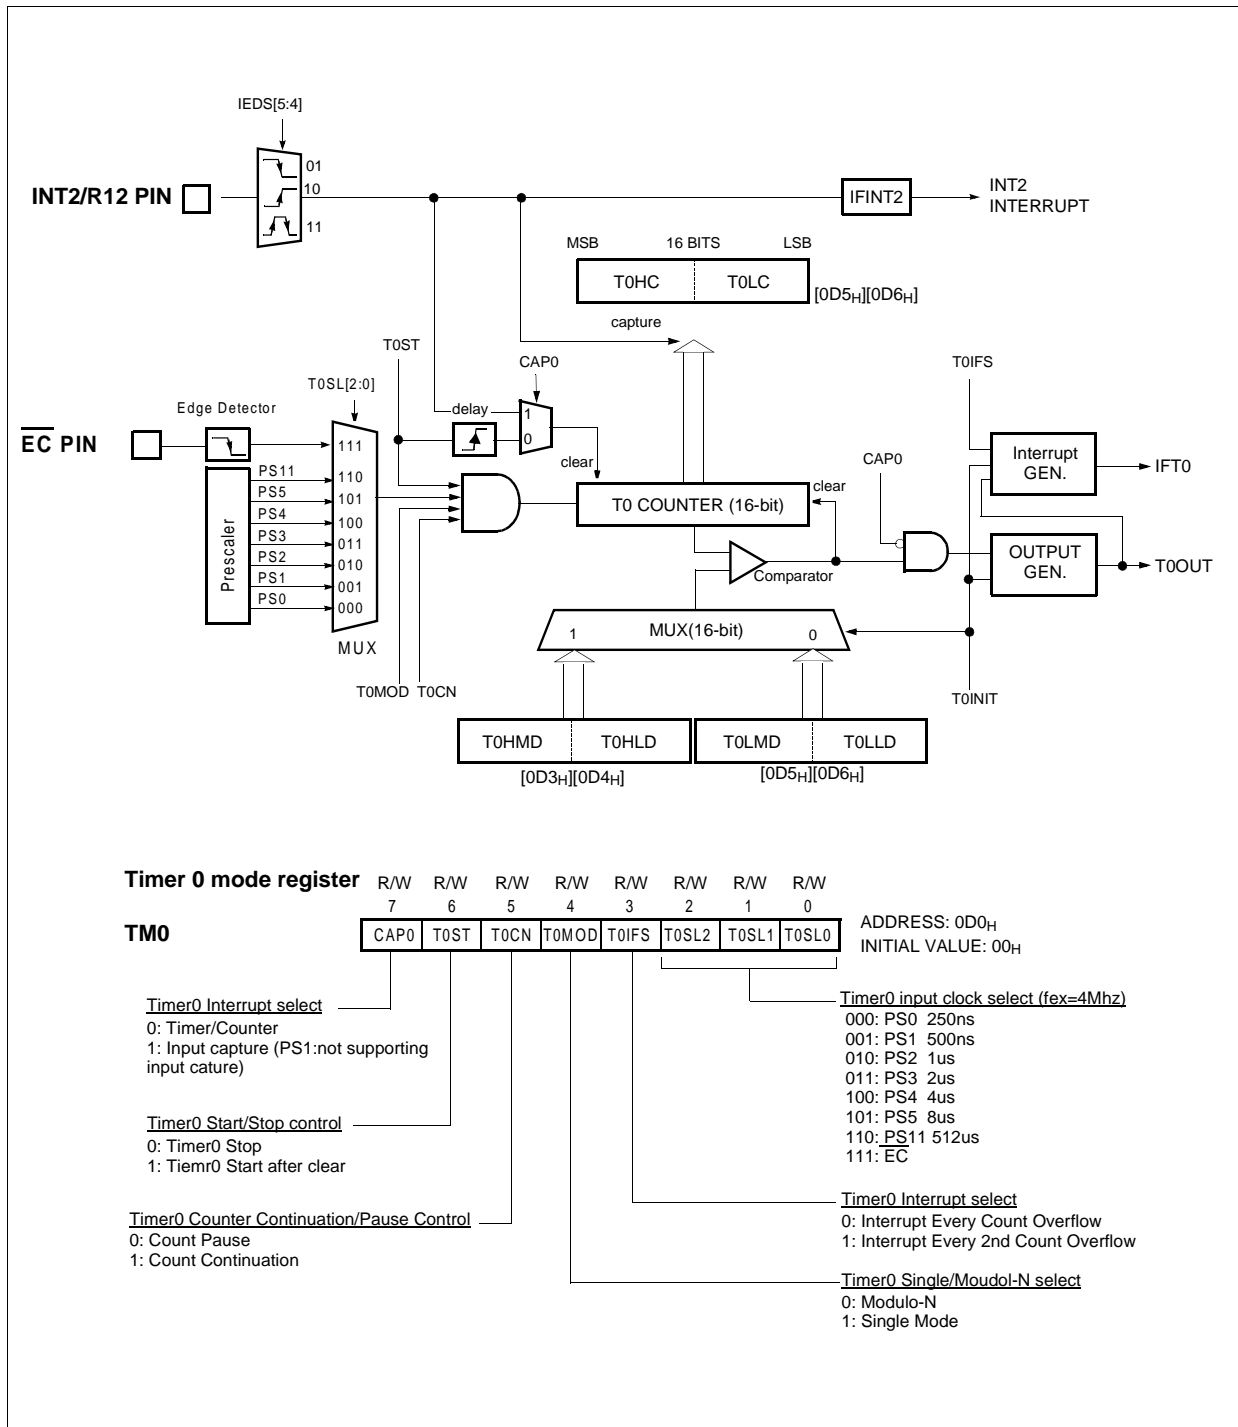 IEDS[5:4]
01
INT2/R12 PIN
10
11
IFINT2
INT2
INTERRUPT
MSB 16 BITS LSB
T0HC T0LC
[0D5H][0D6H]
capture
T0ST
CAP0
T0IFS
T0SL[2:0]
Edge Detector
delay
1
0
EC PIN
111
clear
CAP0
Interrupt
GEN.
IFT0
Prescaler
PS11 110
PS5 101
PS4 100
PS3 011
PS2 010
PS1 001
PS0 000
MUX
T0 COUNTER (16-bit)
clear
Comparator
OUTPUT
GEN.
T0OUT
1 MUX(16-bit) 0
T0MOD T0CN
T0INIT
T0HMD T0HLD T0LMD T0LLD
[0D3H][0D4H] [0D5H][0D6H]
Timer 0 mode register R/W R/W R/W R/W R/W R/W R/W R/W
7 6 5 4 3 2 1 0
TM0 CAP0 T0ST T0CN T0MOD T0IFS T0SL2 T0SL1 T0SL0
ADDRESS: 0D0H
INITIAL VALUE: 00H
Timer0 Interrupt select
0: Timer/Counter
1: Input capture (PS1:not supporting
input cature)
Timer0 Start/Stop control
0: Timer0 Stop
1: Tiemr0 Start after clear
Timer0 Counter Continuation/Pause Control
0: Count Pause
1: Count Continuation
Timer0 input clock select (fex=4Mhz)
000: PS0 250ns
001: PS1 500ns
010: PS2 1us
011: PS3 2us
100: PS4 4us
101: PS5 8us
110: PS11 512us
111: EC
Timer0 Interrupt select
0: Interrupt Every Count Overflow
1: Interrupt Every 2nd Count Overflow
Timer0 Single/Moudol-N select
0: Modulo-N
1: Single Mode